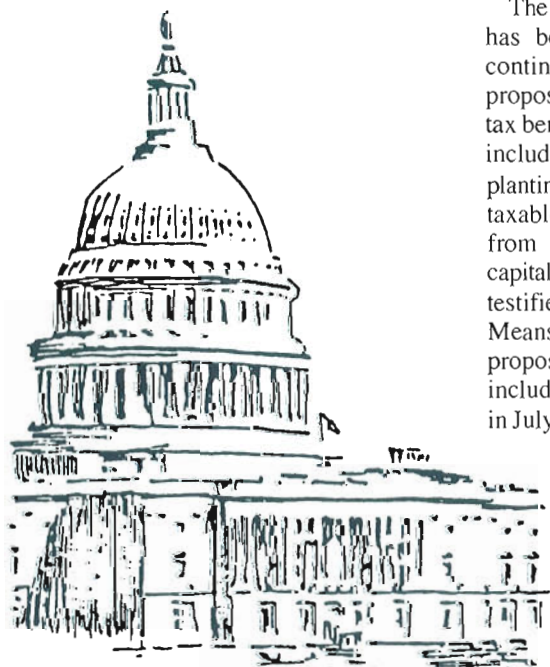 The
has be
contin
propos
tax ber
includ
plantin
taxabl
from
capital
testifie
Means
propos
includ
in July